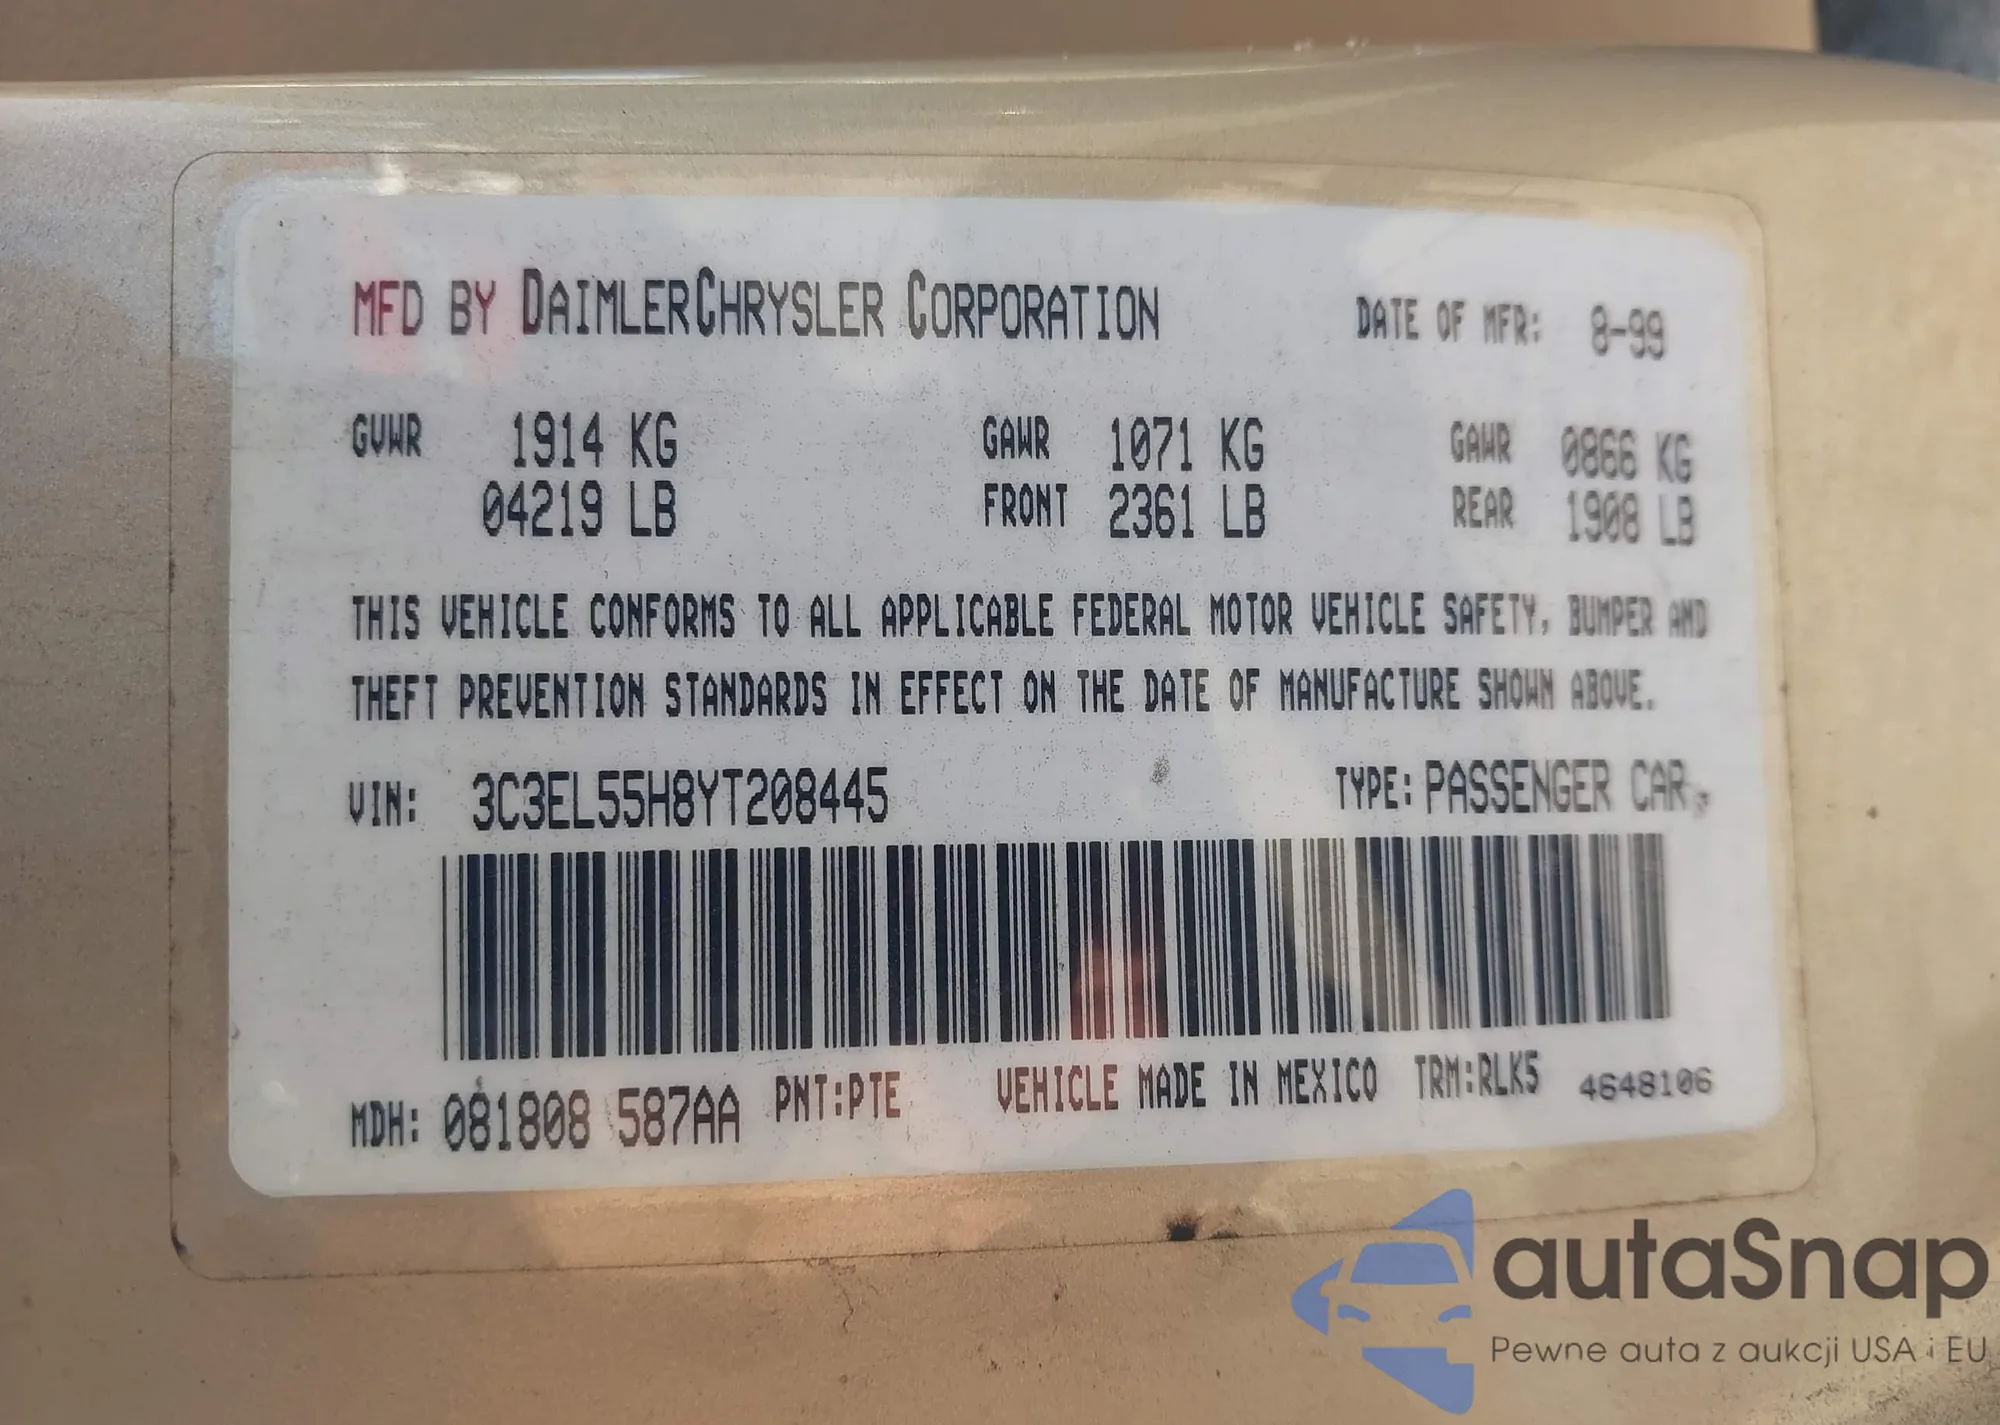 MFD BY DAIMLERCHRYSLER CORPORATION DATE OF MFR: 8-99
GVWR 1914 KG GAWR 1071 KG GAWR 0866 KG
04219 LB FRONT 2361 LB REAR 1908 LB
THIS VEHICLE CONFORMS TO ALL APPLICABLE FEDERAL MOTOR VEHICLE SAFETY, BUMPER AND
THEFT PREVENTION STANDARDS IN EFFECT ON THE DATE OF MANUFACTURE SHOWN ABOVE.
VIN: 3C3EL55H8YT208445 TYPE: PASSENGER CAR
MDH: 081808 587AA PNT:PTE VEHICLE MADE IN MEXICO TRM:RLK5 4648106
autaSnap
Pewne auta z aukcji USA i EU